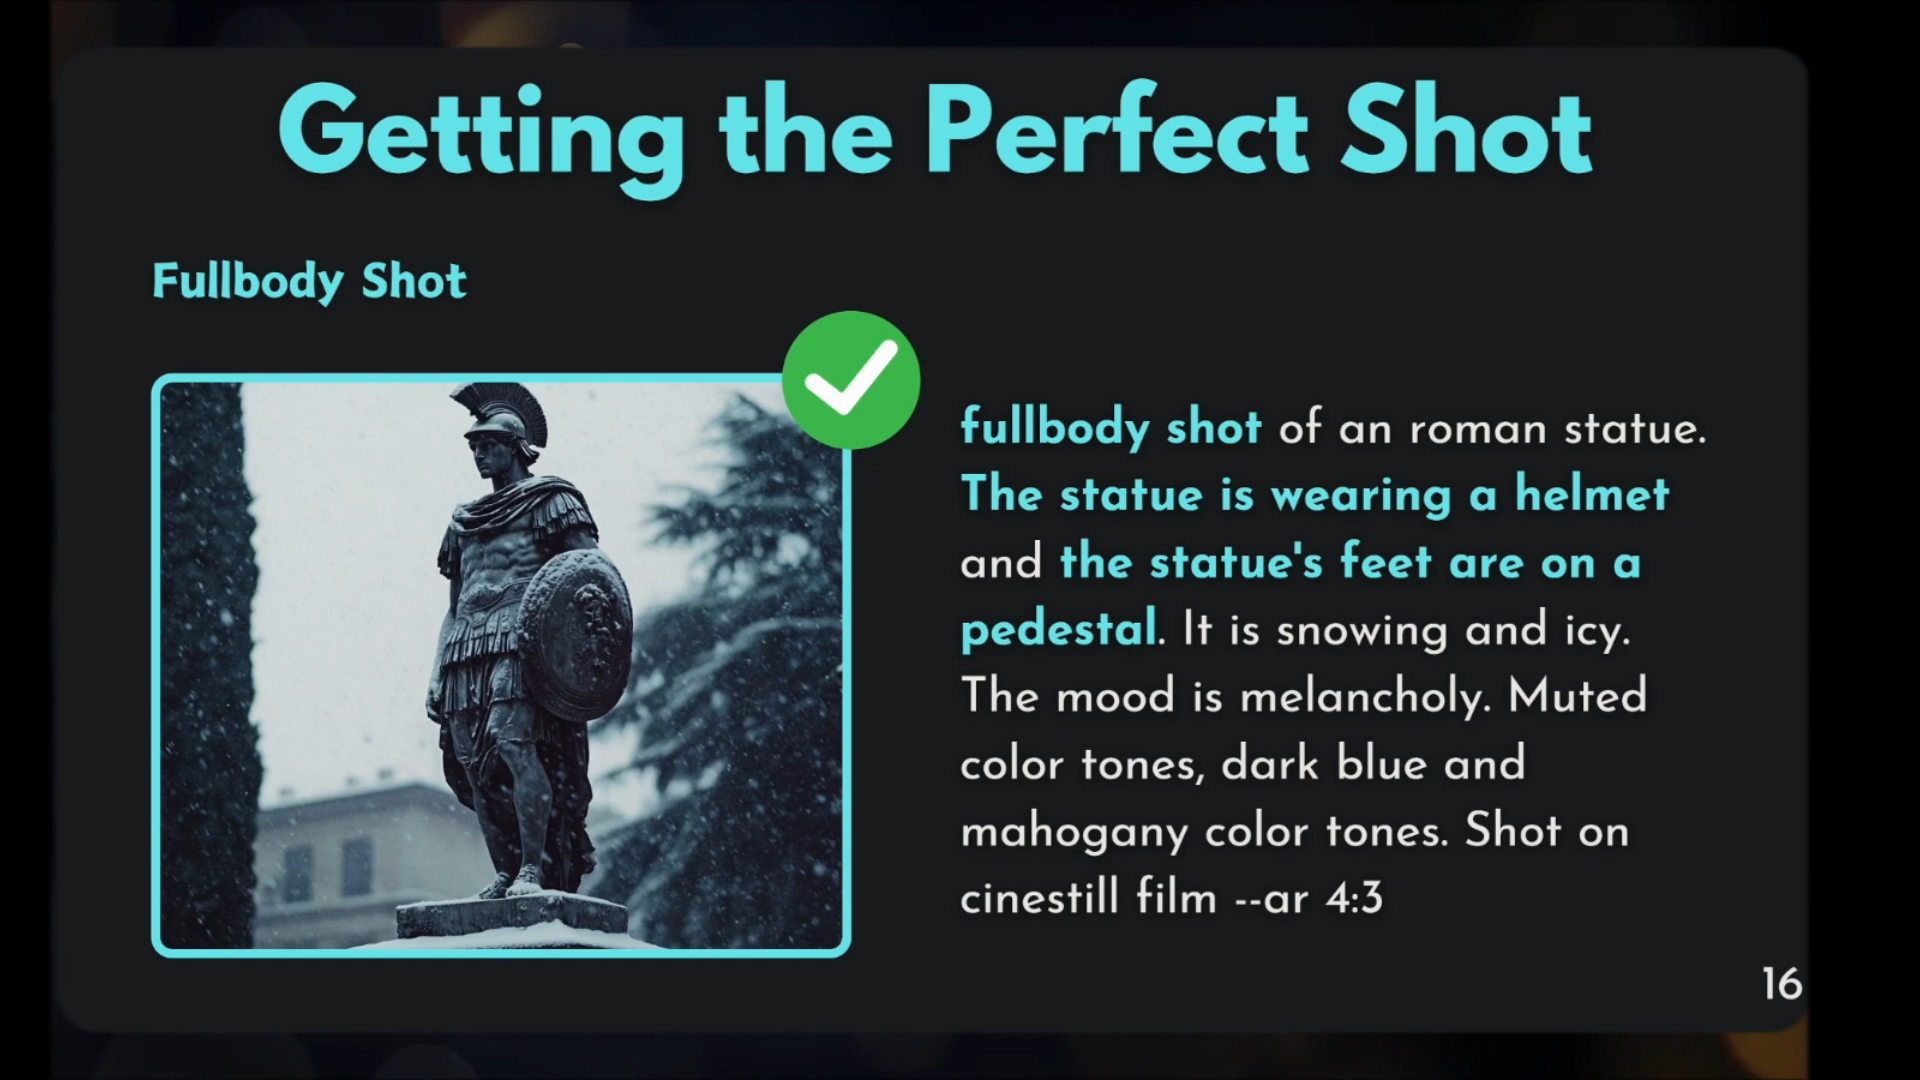 Getting the Perfect Shot
Fullbody Shot
fullbody shot of an roman statue.
The statue is wearing a helmet
and the statue's feet are on a
pedestal. It is snowing and icy.
The mood is melancholy. Muted
color tones, dark blue and
mahogany color tones. Shot on
cinestill film --ar 4:3
16